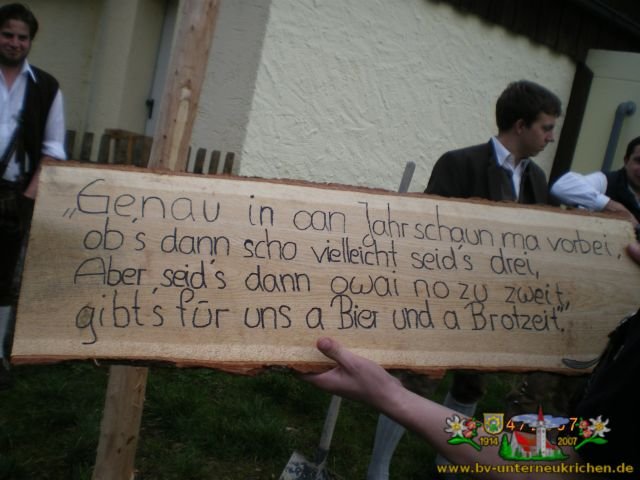 „Genau in oan Jahr schaun ma vorbei,
ob's dann scho vielleicht seid's drei,
Aber, seid's dann owai no zu zweit,
gibt's für uns a Bier und a Brotzeit."
1914 2007
www.bv-unterneukirchen.de